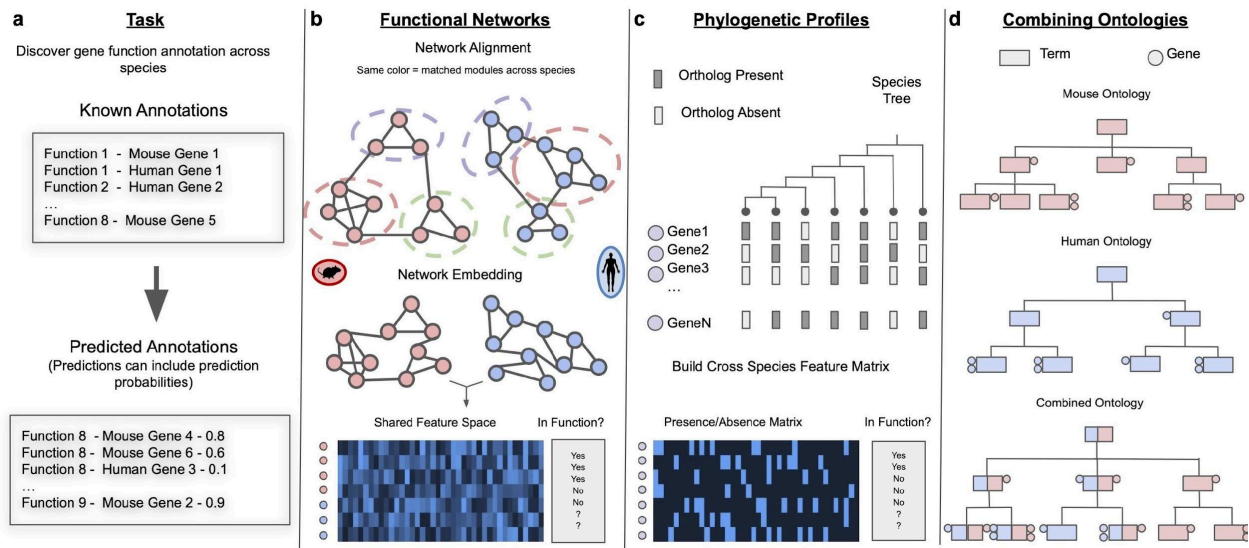 a
Task
Discover gene function annotation across
species
Known Annotations
Function 1 - Mouse Gene 1
Function 1 - Human Gene 1
Function 2 - Human Gene 2
...
Function 8 - Mouse Gene 5
Predicted Annotations
(Predictions can include prediction
probabilities)
Function 8 - Mouse Gene 4 - 0.8
Function 8 - Mouse Gene 6 - 0.6
Function 8 - Human Gene 3 - 0.1
...
Function 9 - Mouse Gene 2 - 0.9
b
Functional Networks
Network Alignment
Same color = matched modules across species
Network Embedding
Shared Feature Space
In Function?
Yes
Yes
Yes
No
No
?
?
c
Phylogenetic Profiles
Ortholog Present
Ortholog Absent
Species
Tree
Gene1
Gene2
Gene3
...
GeneN
Build Cross Species Feature Matrix
Presence/Absence Matrix
In Function?
Yes
Yes
Yes
No
No
?
?
d
Combining Ontologies
Term
Gene
Mouse Ontology
Human Ontology
Combined Ontology